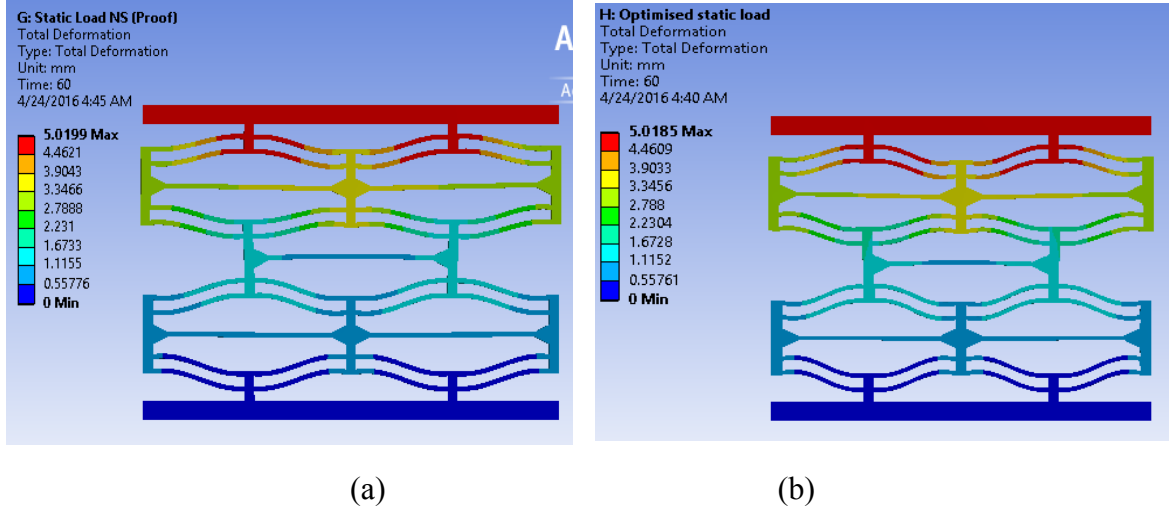 G: Static Load NS (Proof)
Total Deformation
Type: Total Deformation
Unit: mm
Time: 60
4/24/2016 4:45 AM
5.0199 Max
4.4621
3.9043
3.3466
2.7888
2.231
1.6733
1.1155
0.55776
0 Min
A
H: Optimised static load
Total Deformation
Type: Total Deformation
Unit: mm
Time: 60
4/24/2016 4:40 AM
5.0185 Max
4.4609
3.9033
3.3456
2.788
2.2304
1.6728
1.1152
0.55761
0 Min
(a)
(b)